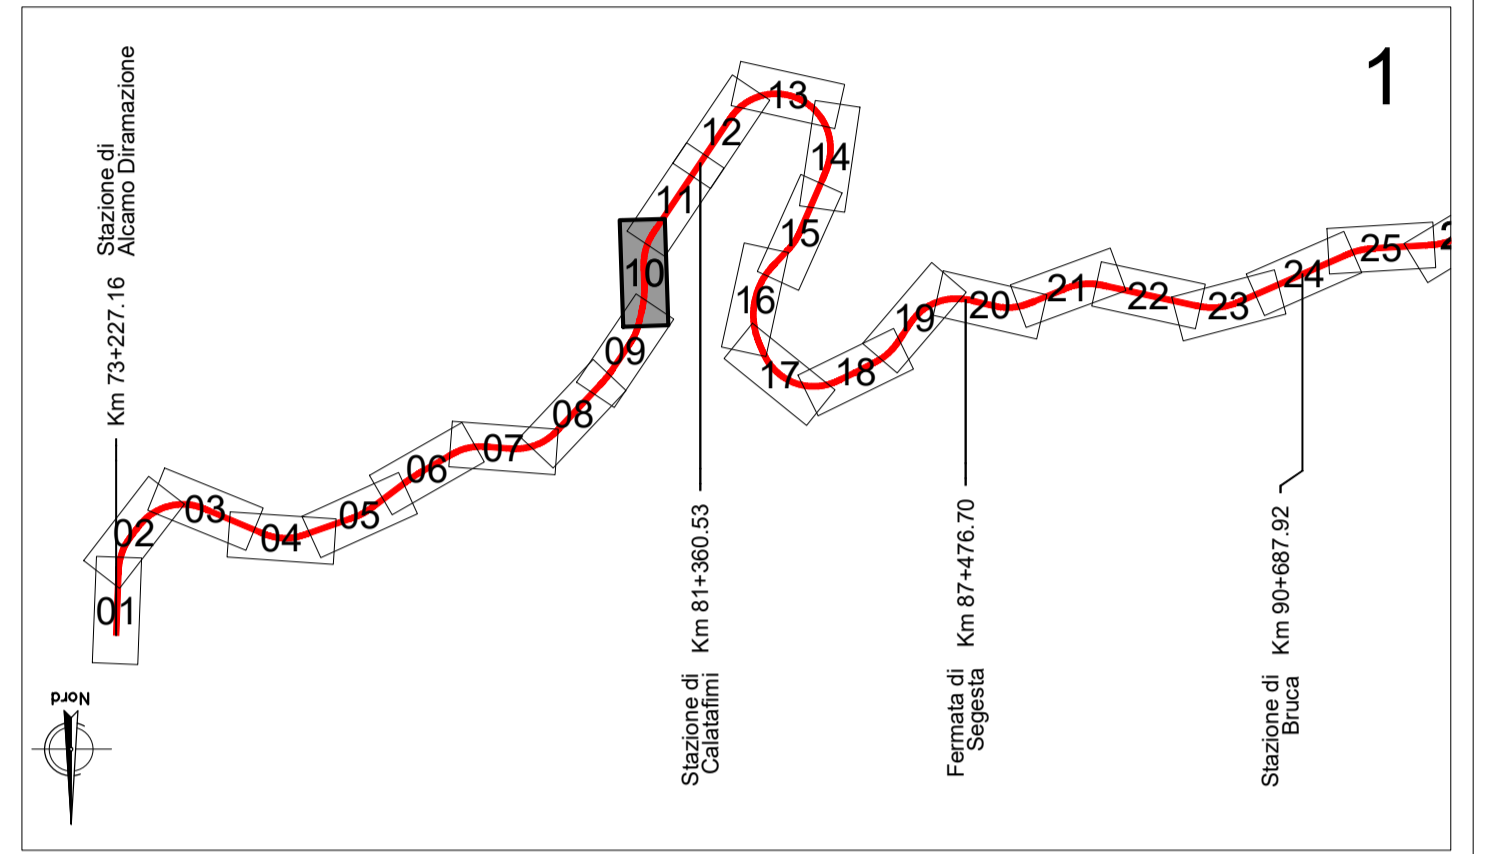 1
Stazione di
Alcamo Diramazione
Km 73+227.16
01
02
03
04
05
06
07
08
09
10
11
12
13
14
15
16
17
18
19
20
21
22
23
24
25
Km 81+360.53
Stazione di
Calatafimi
Km 87+476.70
Fermata di
Segesta
Km 90+687.92
Stazione di
Bruca
Nord